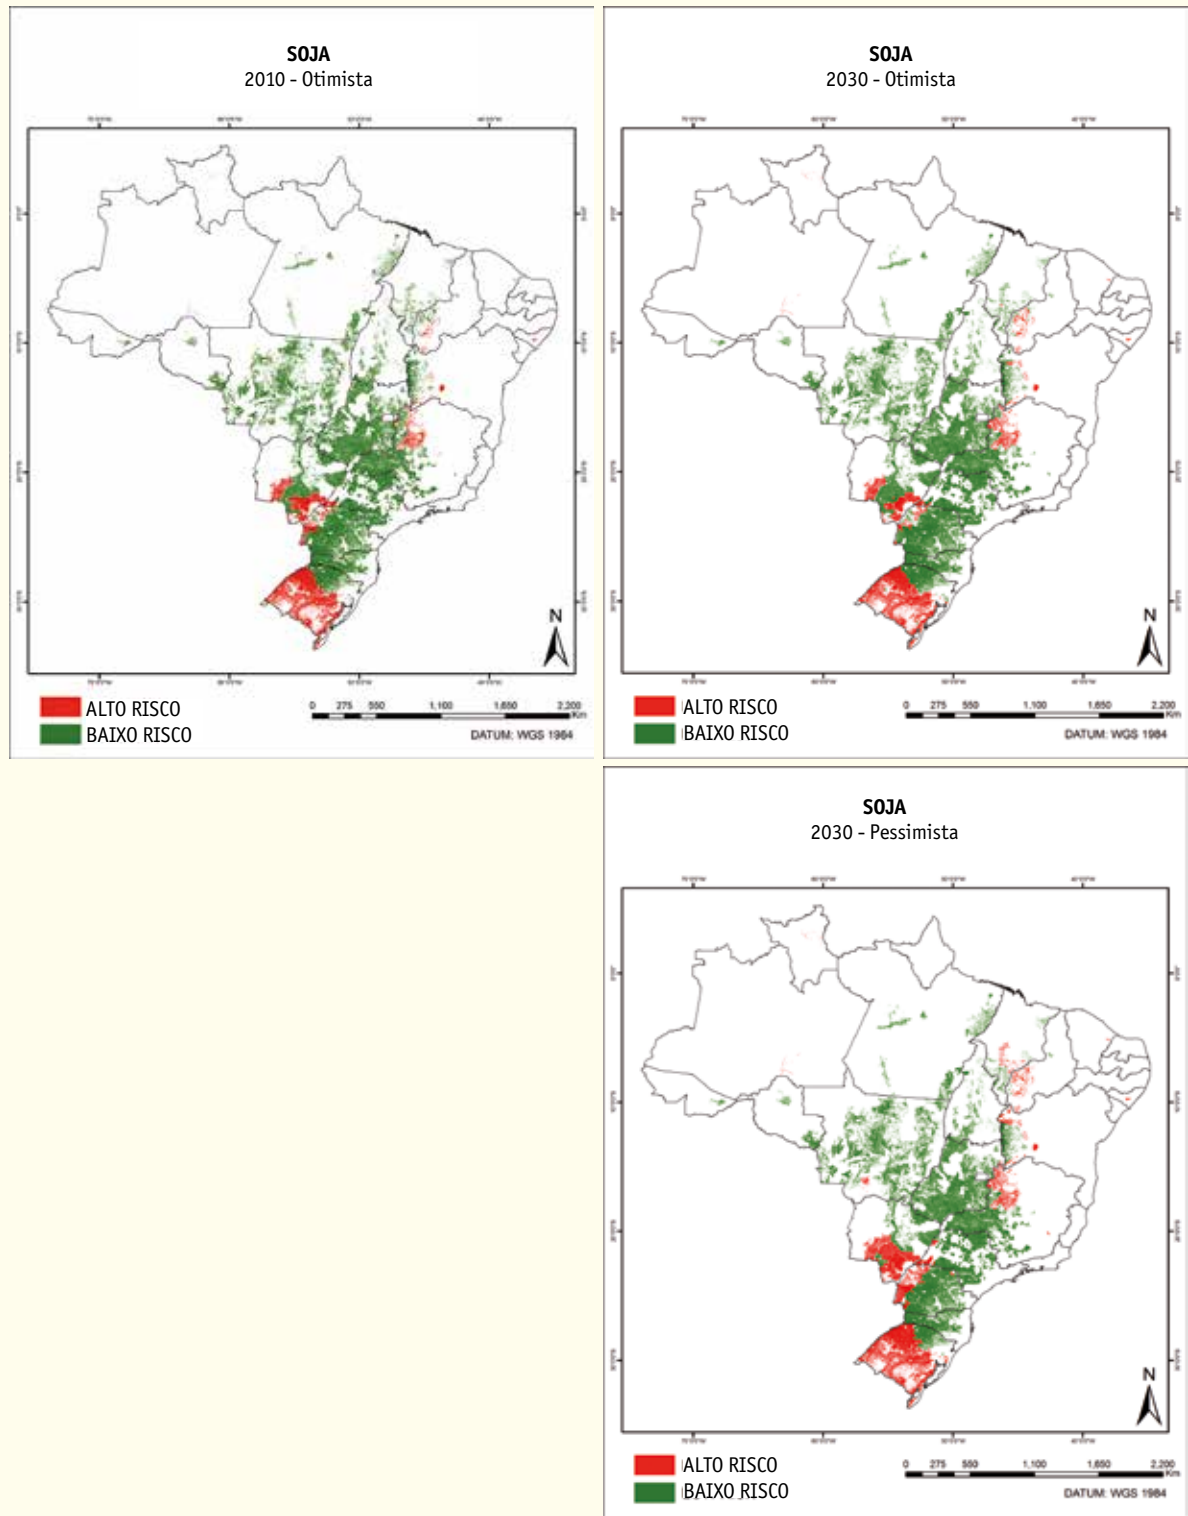 SOJA
2010 - Otimista
N
ALTO RISCO
BAIXO RISCO
0 275 550 1,100 1,650 2,200
Km
DATUM: WGS 1984
SOJA
2030 - Otimista
N
ALTO RISCO
BAIXO RISCO
0 275 550 1,100 1,650 2,200
Km
DATUM: WGS 1984
SOJA
2030 - Pessimista
N
ALTO RISCO
BAIXO RISCO
0 275 550 1,100 1,650 2,200
Km
DATUM: WGS 1984